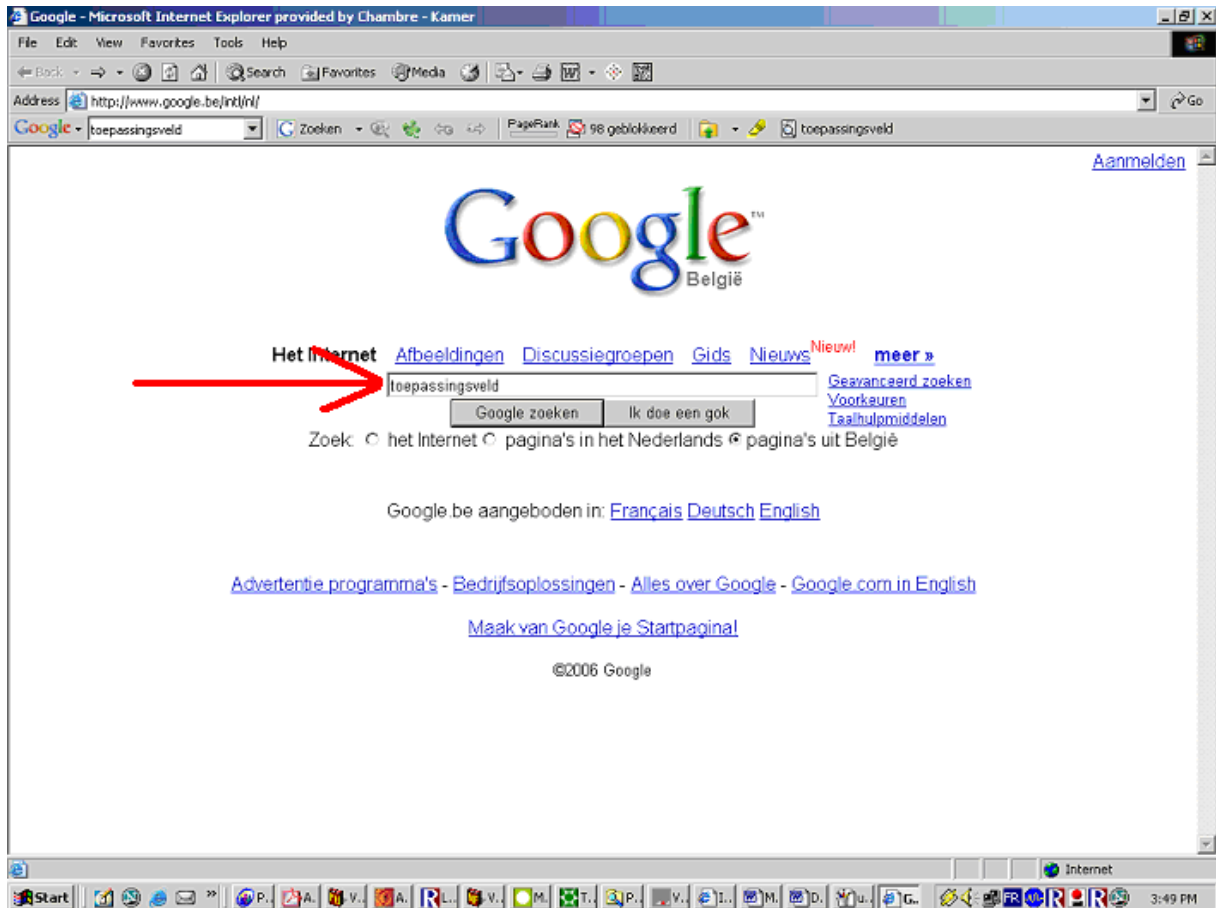 Google - Microsoft Internet Explorer provided by Chambre - Kamer
File Edit View Favorites Tools Help
Back Search Favorites Media
Address http://www.google.be/intl/nl/ Go
Google toepassingsveld Zoeken PageRank 98 geblokkeerd toepassingsveld
Aanmelden
Google™
België
Het Internet Afbeeldingen Discussiegroepen Gids Nieuws Nieuw! meer »
toepassingsveld Geavanceerd zoeken
Voorkeuren
Google zoeken Ik doe een gok Taalhulpmiddelen
Zoek: het Internet pagina's in het Nederlands pagina's uit België
Google.be aangeboden in: Français Deutsch English
Advertentie programma's - Bedrijfsoplossingen - Alles over Google - Google.com in English
Maak van Google je Startpagina!
©2006 Google
Internet
Start » P.. A.. V.. A.. L.. V.. M.. T.. P.. V.. I.. M.. D.. u.. G.. FR 3:49 PM